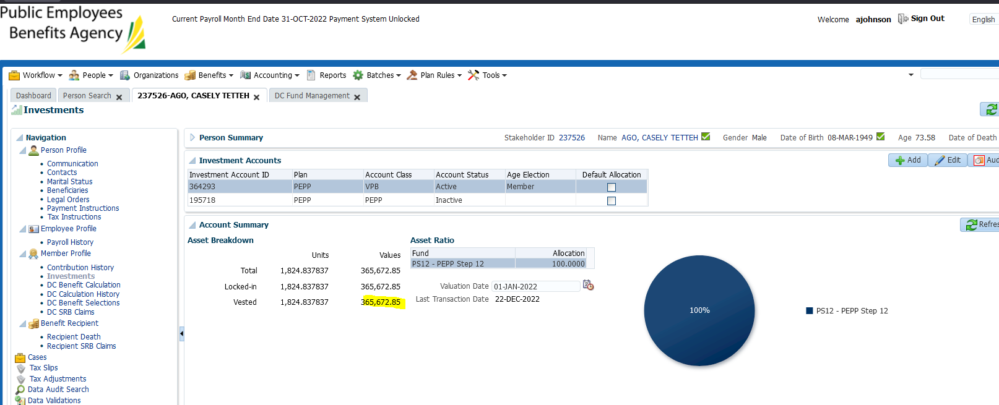 Public Employees
Benefits Agency
Current Payroll Month End Date 31-OCT-2022 Payment System Unlocked
Welcome ajohnson Sign Out English
Workflow People Organizations Benefits Accounting Reports Batches Plan Rules Tools
Dashboard Person Search 237526-AGO, CASELY TETTEH DC Fund Management
Investments
Navigation
Person Profile
Communication
Contacts
Marital Status
Beneficiaries
Legal Orders
Payment Instructions
Tax Instructions
Employee Profile
Payroll History
Member Profile
Contribution History
Investments
DC Benefit Calculation
DC Calculation History
DC Benefit Selections
DC SRB Claims
Benefit Recipient
Recipient Death
Recipient SRB Claims
Cases
Tax Slips
Tax Adjustments
Data Audit Search
Data Validations
Person Summary Stakeholder ID 237526 Name AGO, CASELY TETTEH Gender Male Date of Birth 08-MAR-1949 Age 73.58 Date of Death
Investment Accounts Add Edit Aud
Investment Account ID Plan Account Class Account Status Age Election Default Allocation
364293 PEPP VPB Active Member
195718 PEPP PEPP Inactive
Account Summary Refres
Asset Breakdown
Units Values
Total 1,824.837837 365,672.85
Locked-in 1,824.837837 365,672.85
Vested 1,824.837837 365,672.85
Asset Ratio
Fund Allocation
PS12 - PEPP Step 12 100.0000
Valuation Date 01-JAN-2022
Last Transaction Date 22-DEC-2022
100%
PS12 - PEPP Step 12